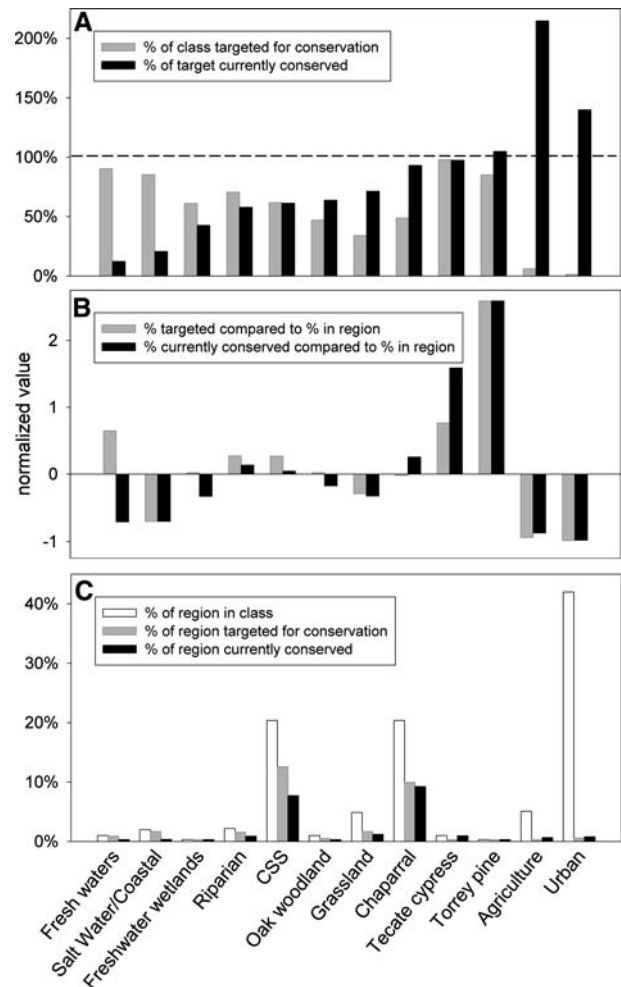 A
% of class targeted for conservation
% of target currently conserved
200%
150%
100%
50%
0%
B
% targeted compared to % in region
% currently conserved compared to % in region
normalized value
2
1
0
-1
C
% of region in class
% of region targeted for conservation
% of region currently conserved
40%
30%
20%
10%
0%
Fresh waters
Salt Water/Coastal
Freshwater wetlands
Riparian
CSS
Oak woodland
Grassland
Chaparral
Tecate cypress
Torrey pine
Agriculture
Urban